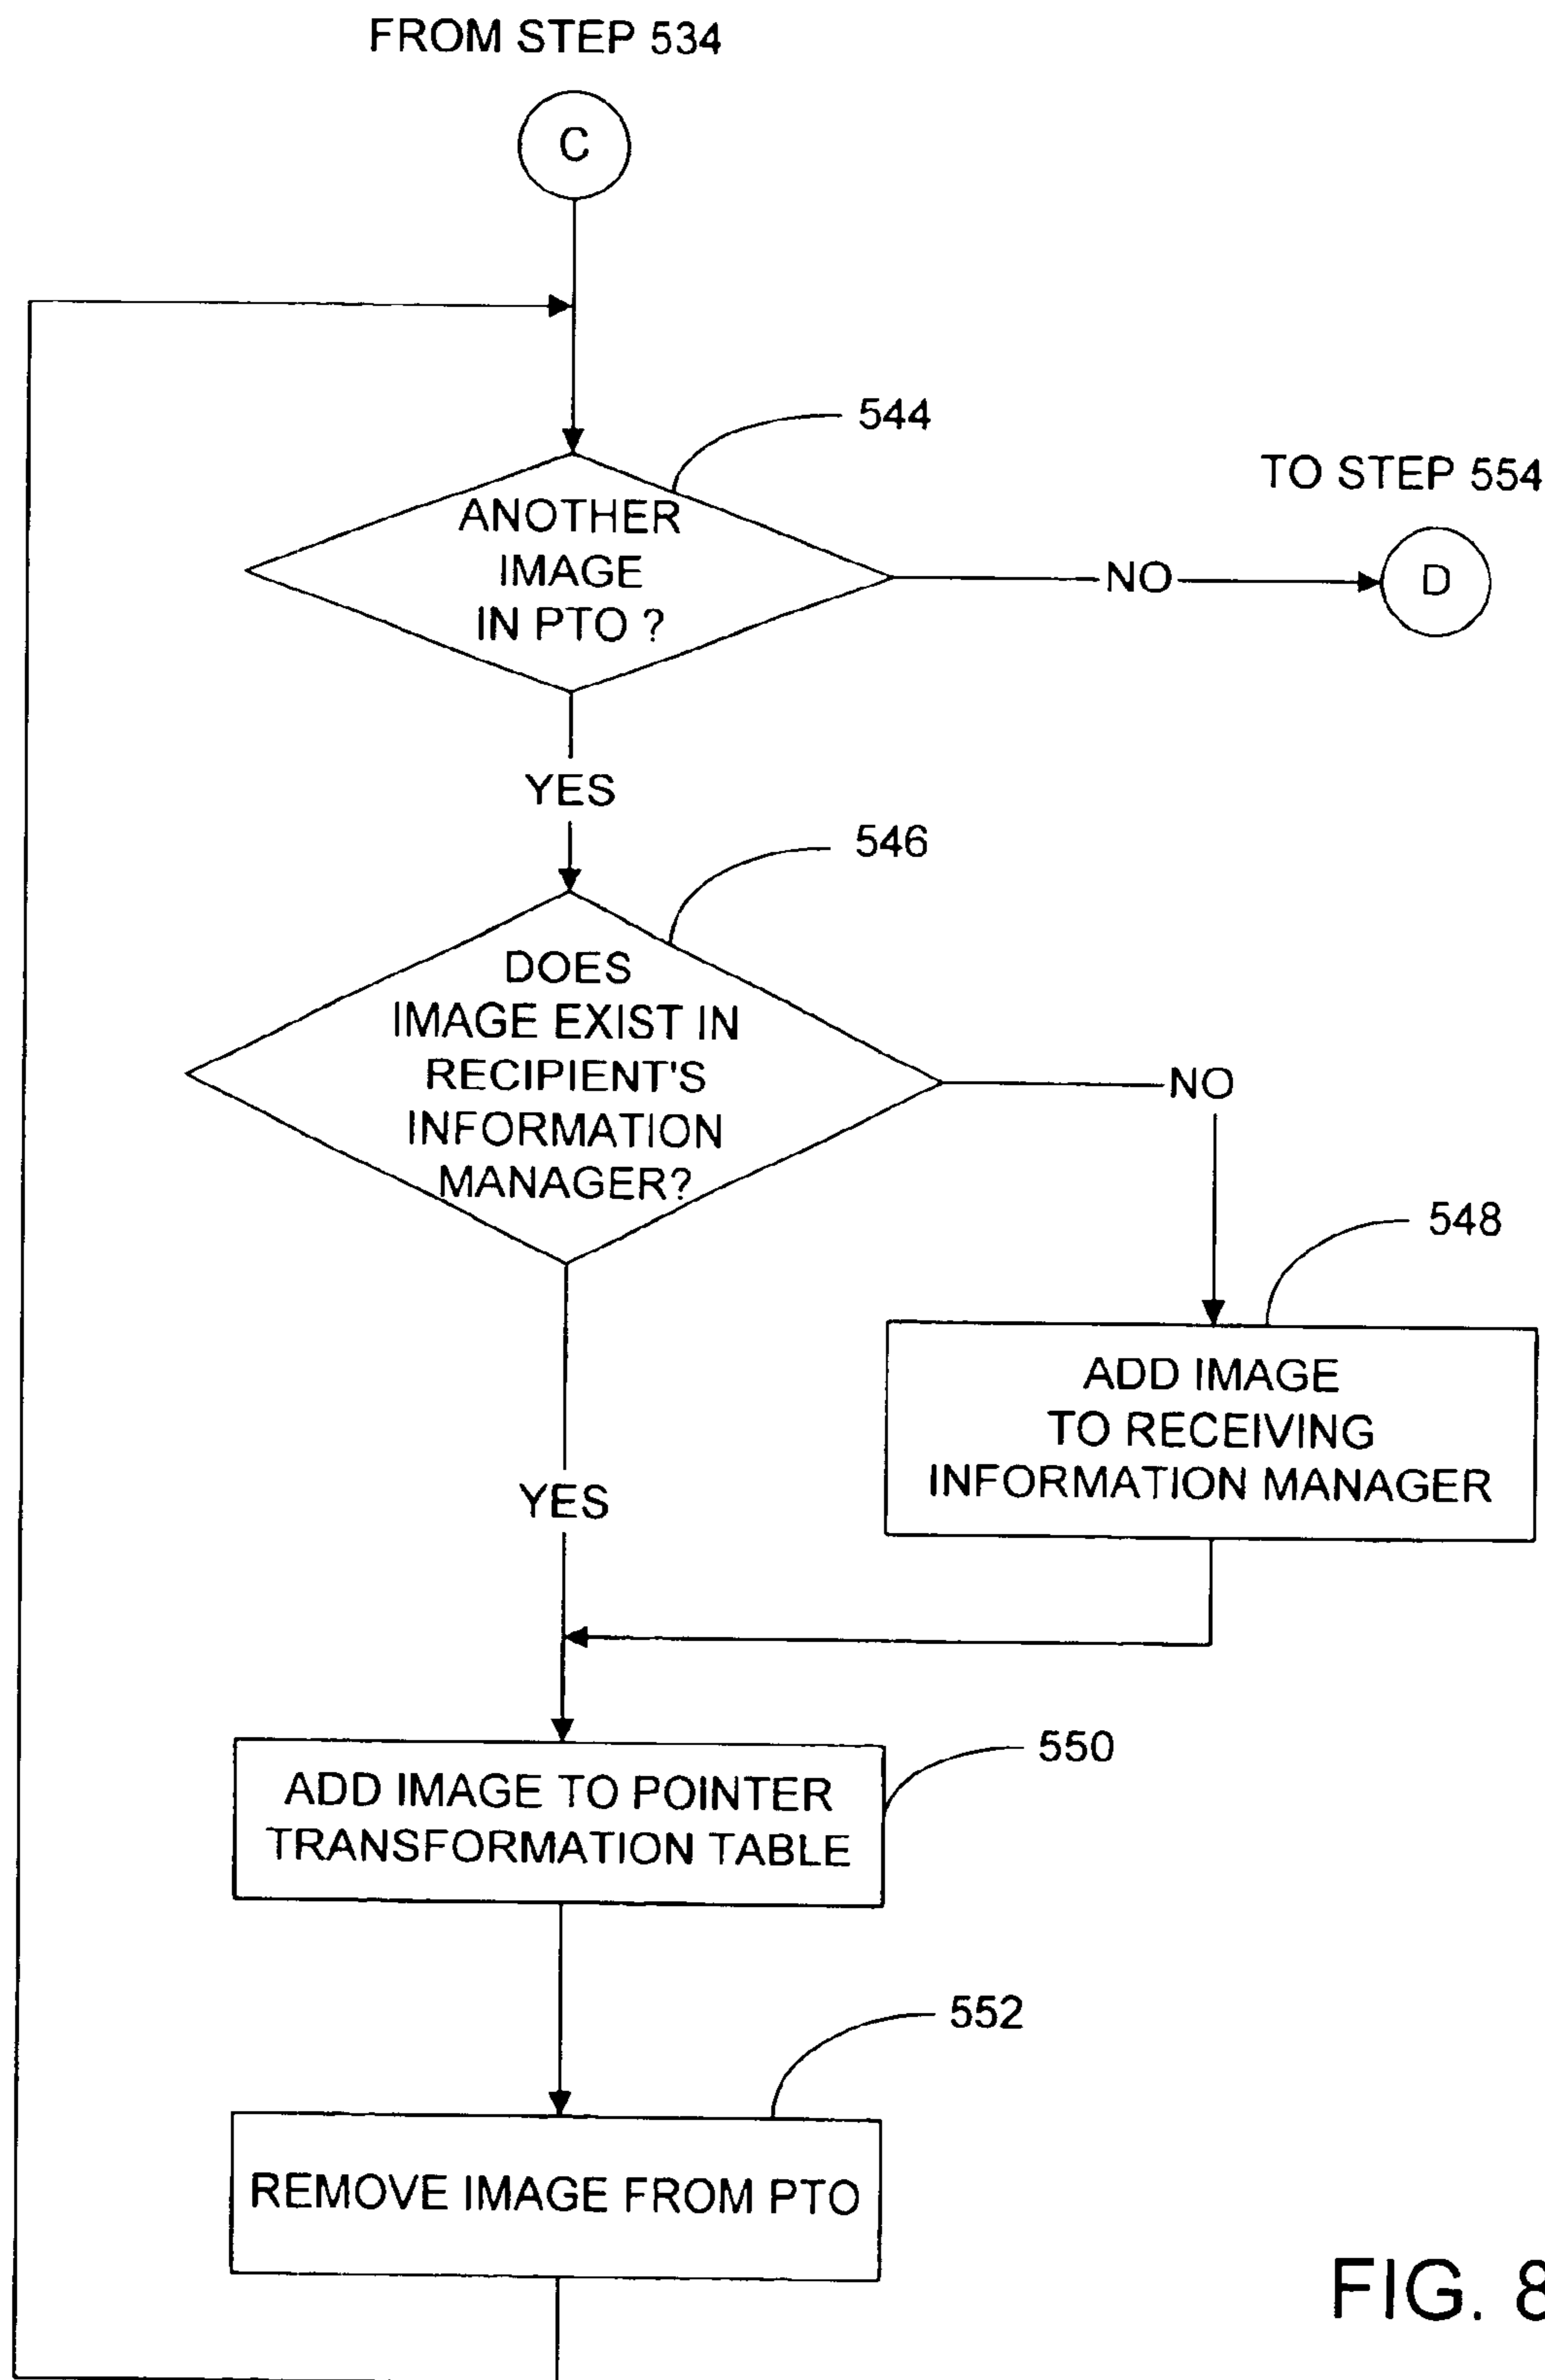 FROM STEP 534
C
544
TO STEP 554
ANOTHER
IMAGE
IN PTO ?
NO
D
YES
546
DOES
IMAGE EXIST IN
RECIPIENT'S
INFORMATION
MANAGER?
NO
548
ADD IMAGE
TO RECEIVING
INFORMATION MANAGER
YES
550
ADD IMAGE TO POINTER
TRANSFORMATION TABLE
552
REMOVE IMAGE FROM PTO
FIG. 8